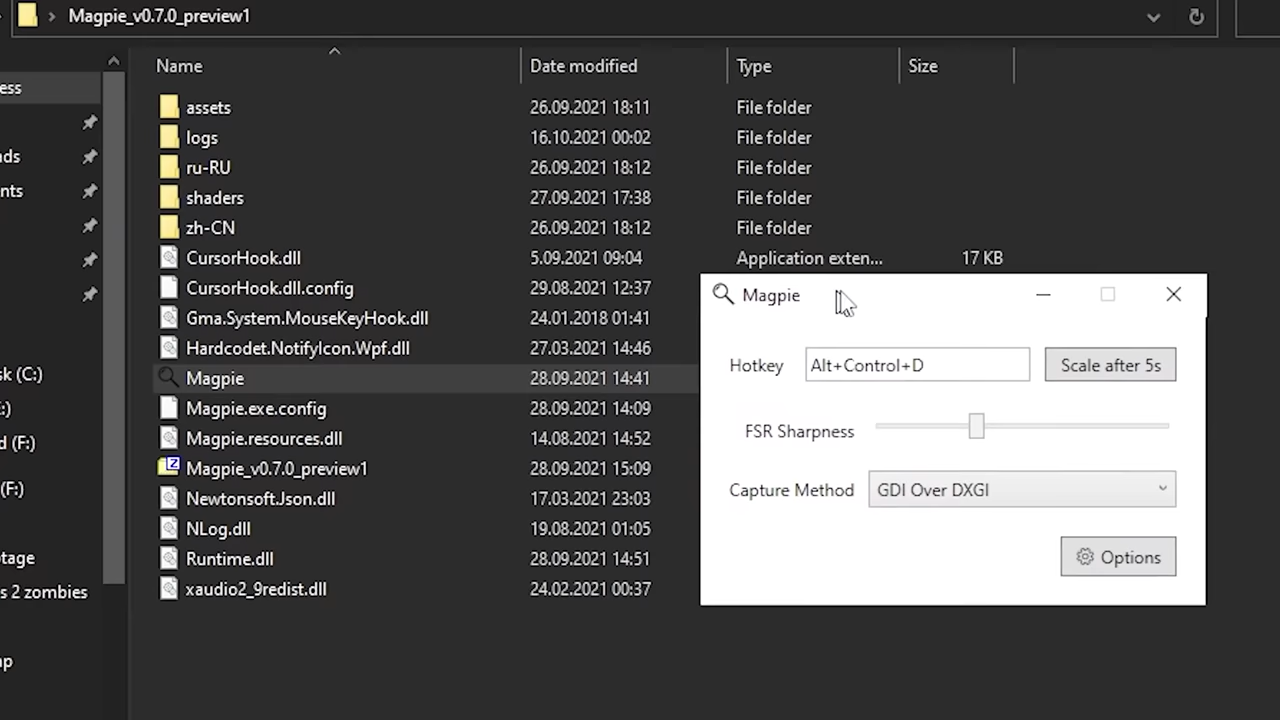 Magpie_v0.7.0_preview1
Name Date modified Type Size
ess
assets 26.09.2021 18:11 File folder
logs 16.10.2021 00:02 File folder
ads
ru-RU 26.09.2021 18:12 File folder
nts
shaders 27.09.2021 17:38 File folder
zh-CN 26.09.2021 18:12 File folder
CursorHook.dll 5.09.2021 09:04 Application exten... 17 KB
CursorHook.dll.config 29.08.2021 12:37
Gma.System.MouseKeyHook.dll 24.01.2018 01:41
Hardcodet.NotifyIcon.Wpf.dll 27.03.2021 14:46
sk (C:)
Magpie 28.09.2021 14:41
E:)
Magpie.exe.config 28.09.2021 14:09
d (F:)
Magpie.resources.dll 14.08.2021 14:52
Magpie_v0.7.0_preview1 28.09.2021 15:09
(F:)
Newtonsoft.Json.dll 17.03.2021 23:03
NLog.dll 19.08.2021 01:05
otage
Runtime.dll 28.09.2021 14:51
s 2 zombies
xaudio2_9redist.dll 24.02.2021 00:37
Magpie
Hotkey Alt+Control+D Scale after 5s
FSR Sharpness
Capture Method GDI Over DXGI
Options